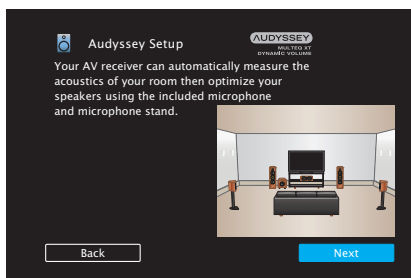 Audyssey Setup
AUDYSSEY
MULTEQ XT
DYNAMIC VOLUME
Your AV receiver can automatically measure the
acoustics of your room then optimize your
speakers using the included microphone
and microphone stand.
Back
Next